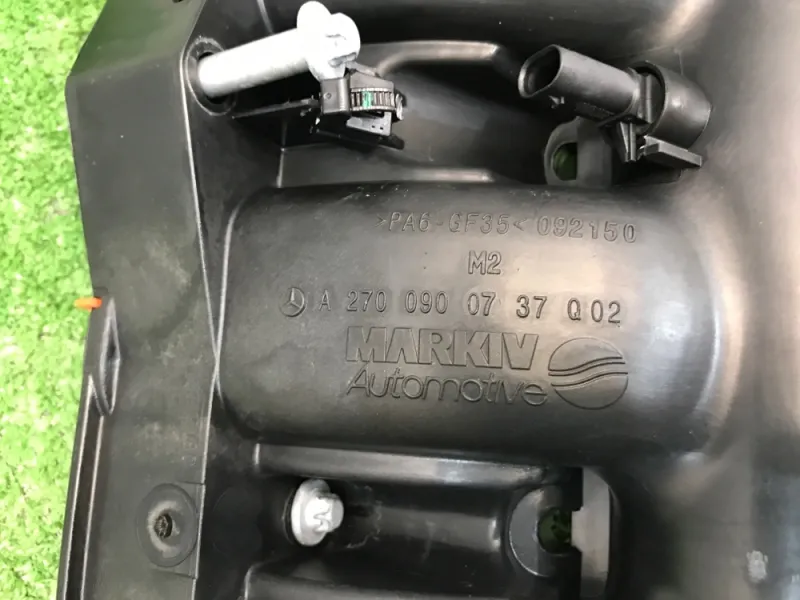 >PA6-GF35< 092150
M2
A 270 090 07 37 Q02
MARKIV
Automotive